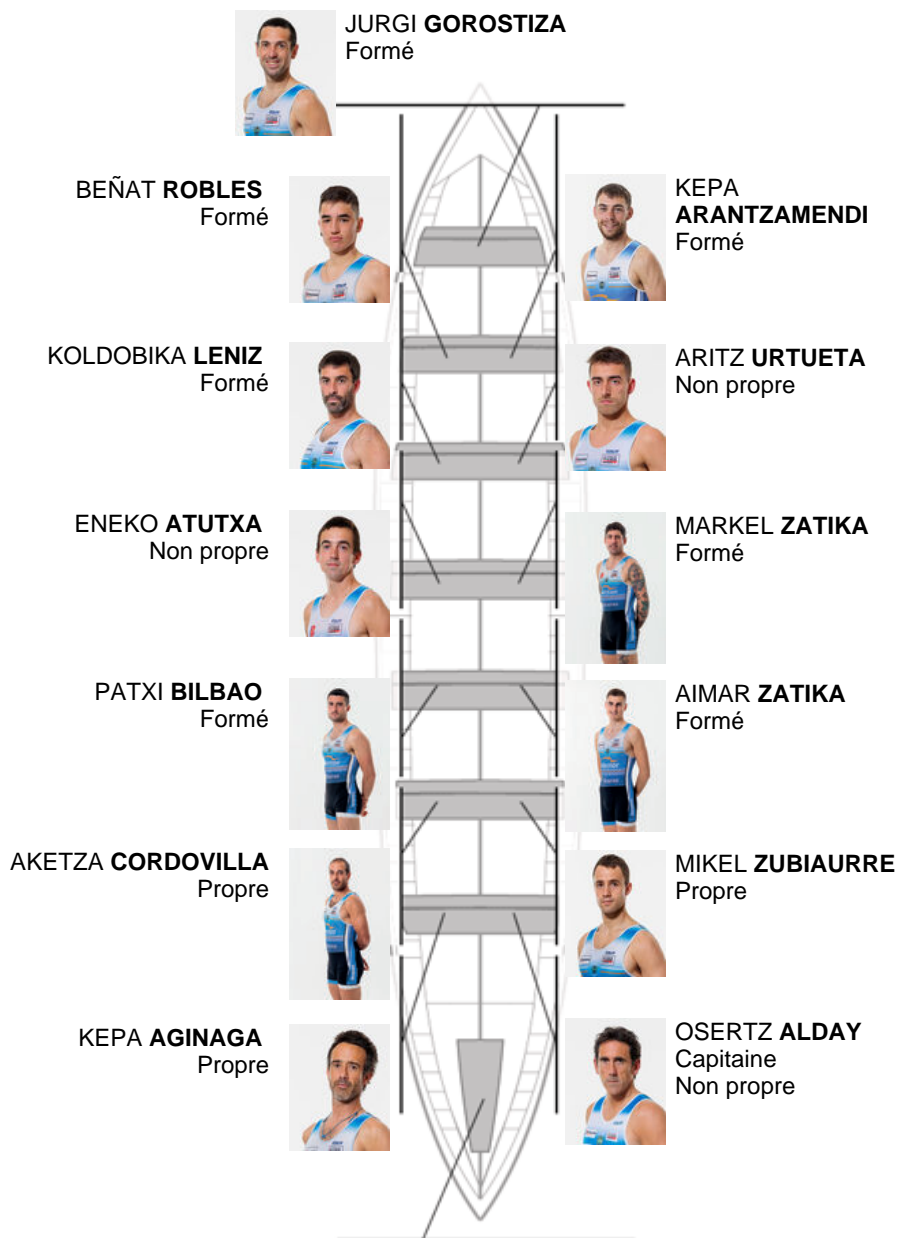 JURGI GOROSTIZA
Formé
BEÑAT ROBLES
Formé
KEPA
ARANTZAMENDI
Formé
KOLDOBIKA LENIZ
Formé
ARITZ URTUETA
Non propre
ENEKO ATUTXA
Non propre
MARKEL ZATIKA
Formé
PATXI BILBAO
Formé
AIMAR ZATIKA
Formé
AKETZA CORDOVILLA
Propre
MIKEL ZUBIAURRE
Propre
KEPA AGINAGA
Propre
OSERTZ ALDAY
Capitaine
Non propre